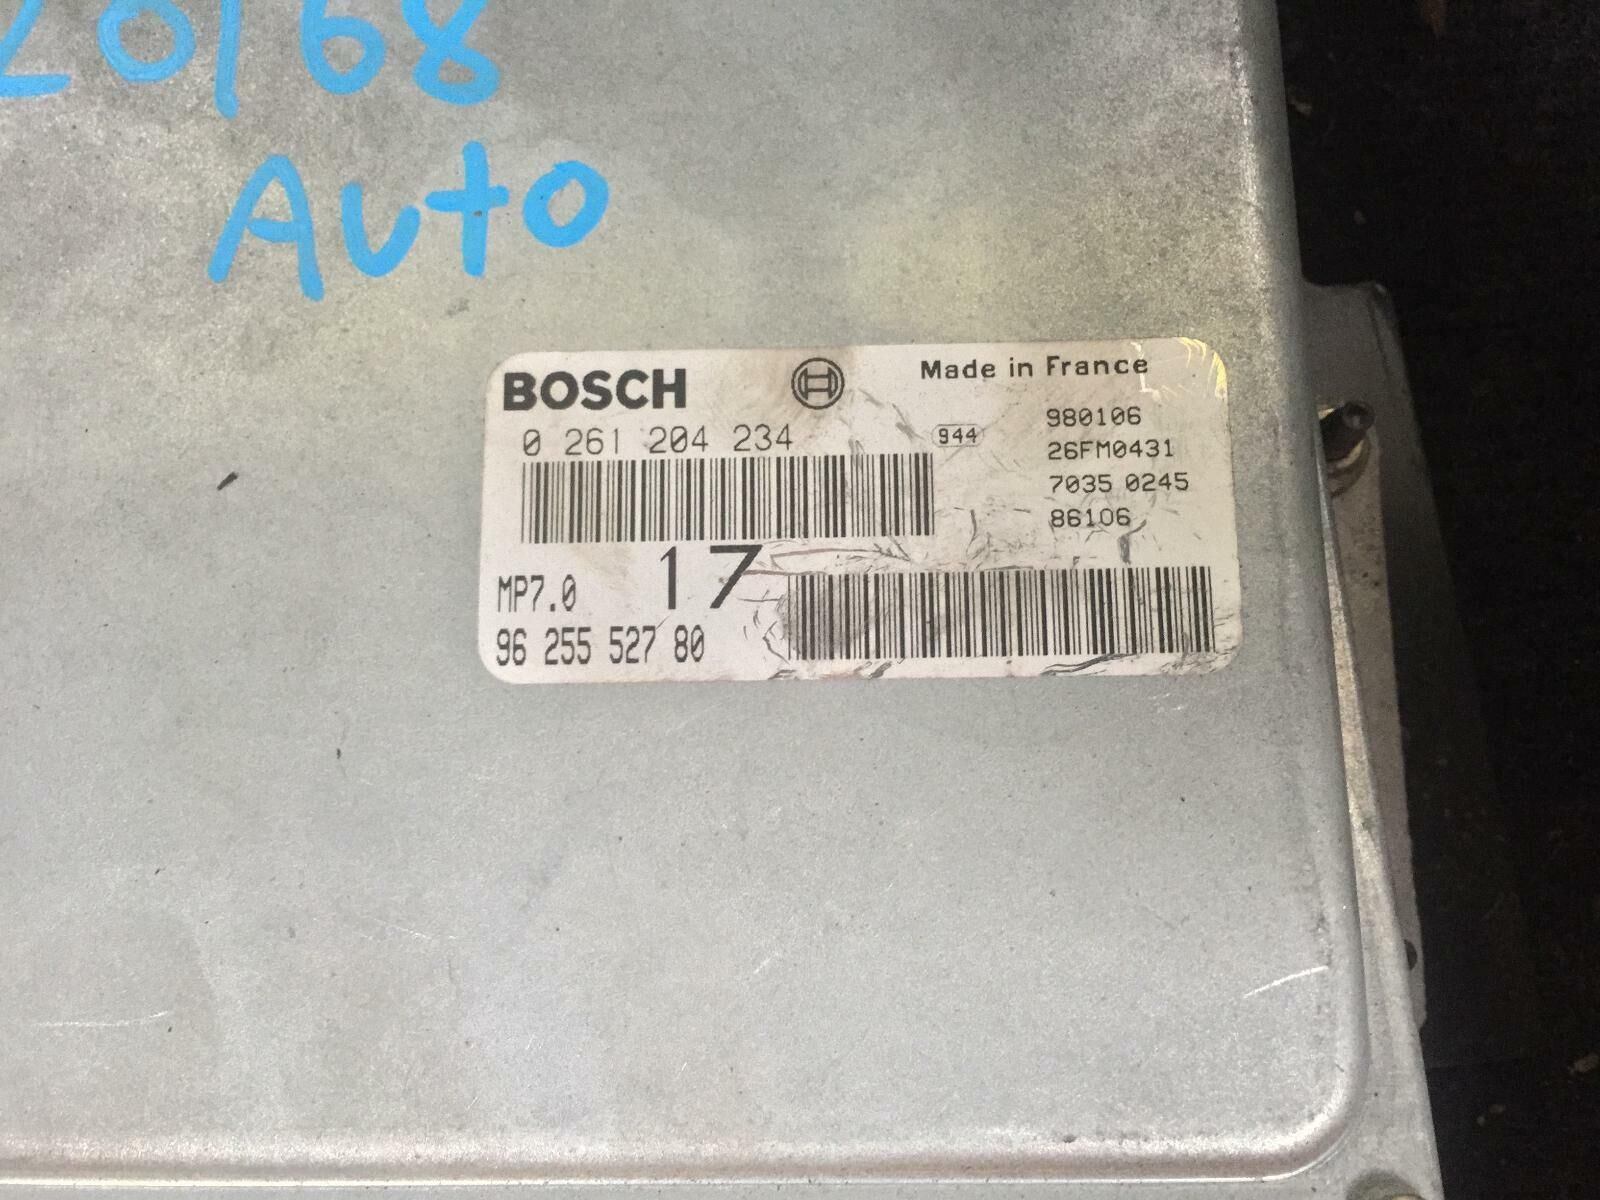 20168
Auto
BOSCH
Made in France
0 261 204 234
944
980106
26FM0431
7035 0245
86106
17
MP7.0
96 255 527 80